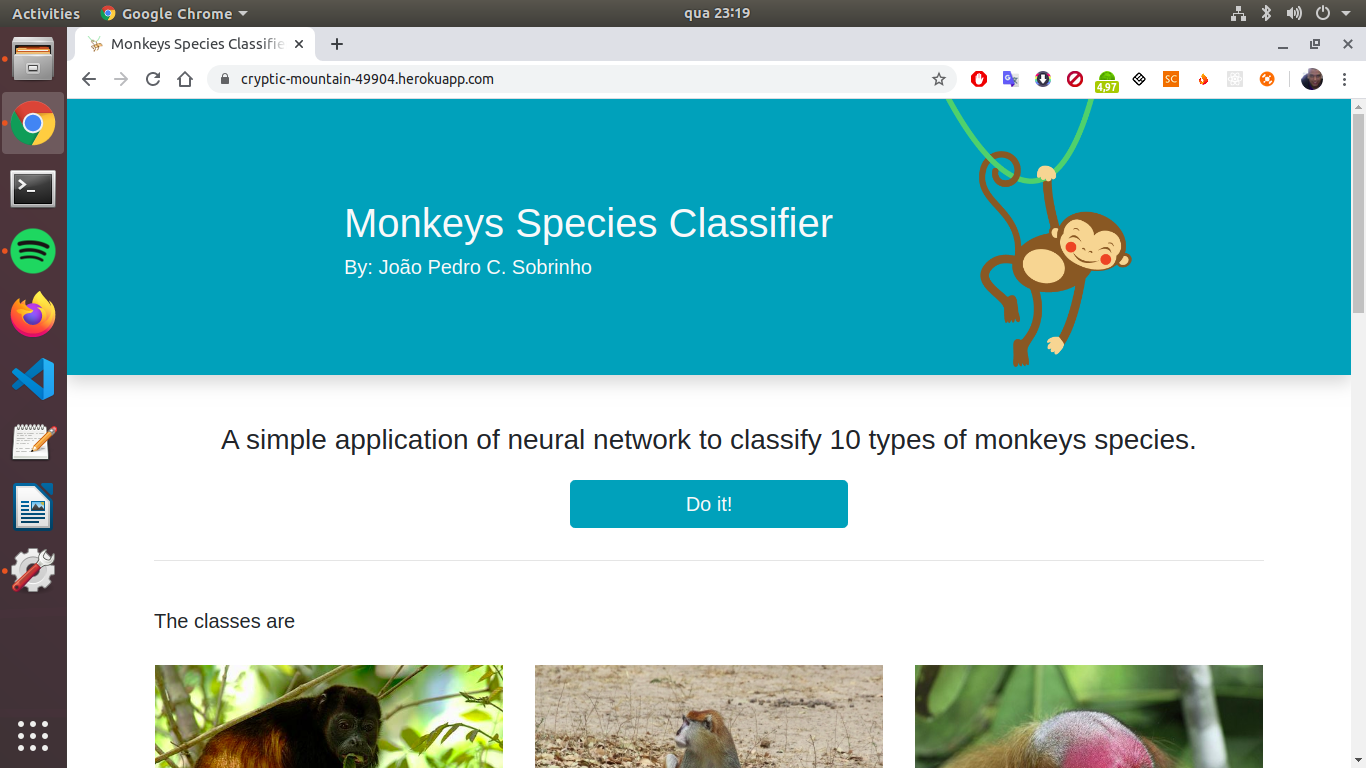 Activities
Google Chrome
qua 23:19
Monkeys Species Classifie
cryptic-mountain-49904.herokuapp.com
SC
4,97
Monkeys Species Classifier
By: João Pedro C. Sobrinho
A simple application of neural network to classify 10 types of monkeys species.
Do it!
The classes are